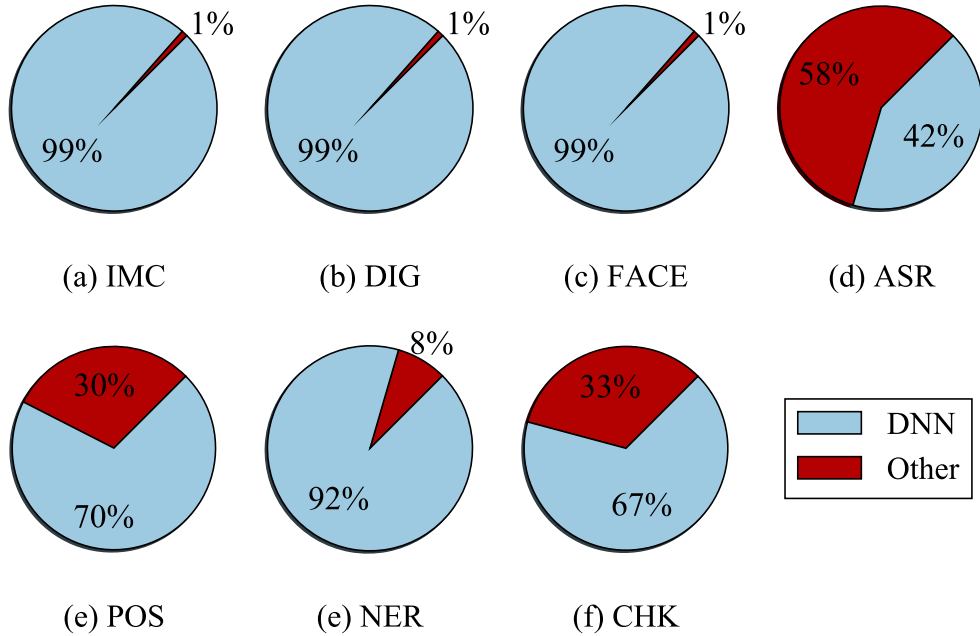 1%
99%
1%
99%
1%
99%
58%
42%
(a) IMC
(b) DIG
(c) FACE
(d) ASR
30%
70%
8%
92%
33%
67%
DNN
Other
(e) POS
(e) NER
(f) CHK